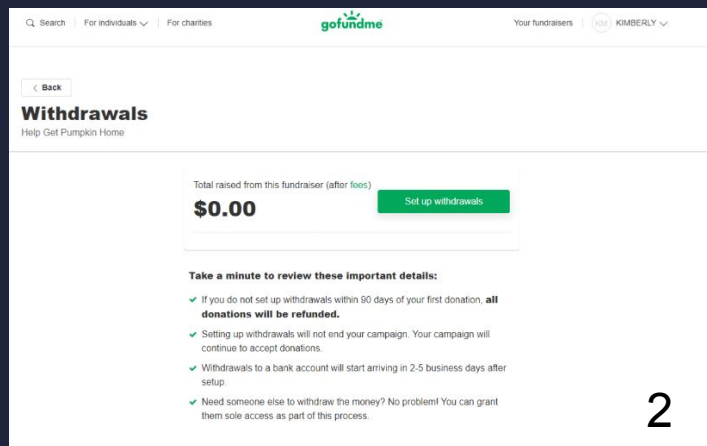 Search For individuals For charities gofundme Your fundraisers KM KIMBERLY
Back
Withdrawals
Help Get Pumpkin Home
Total raised from this fundraiser (after fees)
$0.00
Set up withdrawals
Take a minute to review these important details:
If you do not set up withdrawals within 90 days of your first donation, all
donations will be refunded.
Setting up withdrawals will not end your campaign. Your campaign will
continue to accept donations.
Withdrawals to a bank account will start arriving in 2-5 business days after
setup.
Need someone else to withdraw the money? No problem! You can grant
them sole access as part of this process.
2